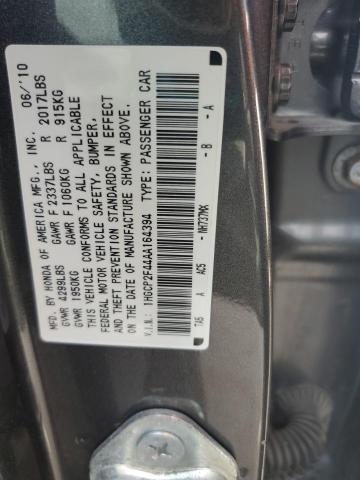 MFD. BY HONDA OF AMERICA MFG., INC. 06/10
GVWR 4299LBS GAWR F 2337LBS R 2017LBS
GVWR 1950KG GAWR F 1060KG R 915KG
THIS VEHICLE CONFORMS TO ALL APPLICABLE
FEDERAL MOTOR VEHICLE SAFETY, BUMPER,
AND THEFT PREVENTION STANDARDS IN EFFECT
ON THE DATE OF MANUFACTURE SHOWN ABOVE.
V.I.N.: 1HGCP2F44AA164394 TYPE: PASSENGER CAR
TA5 A AC5 - NH737MX - B - A